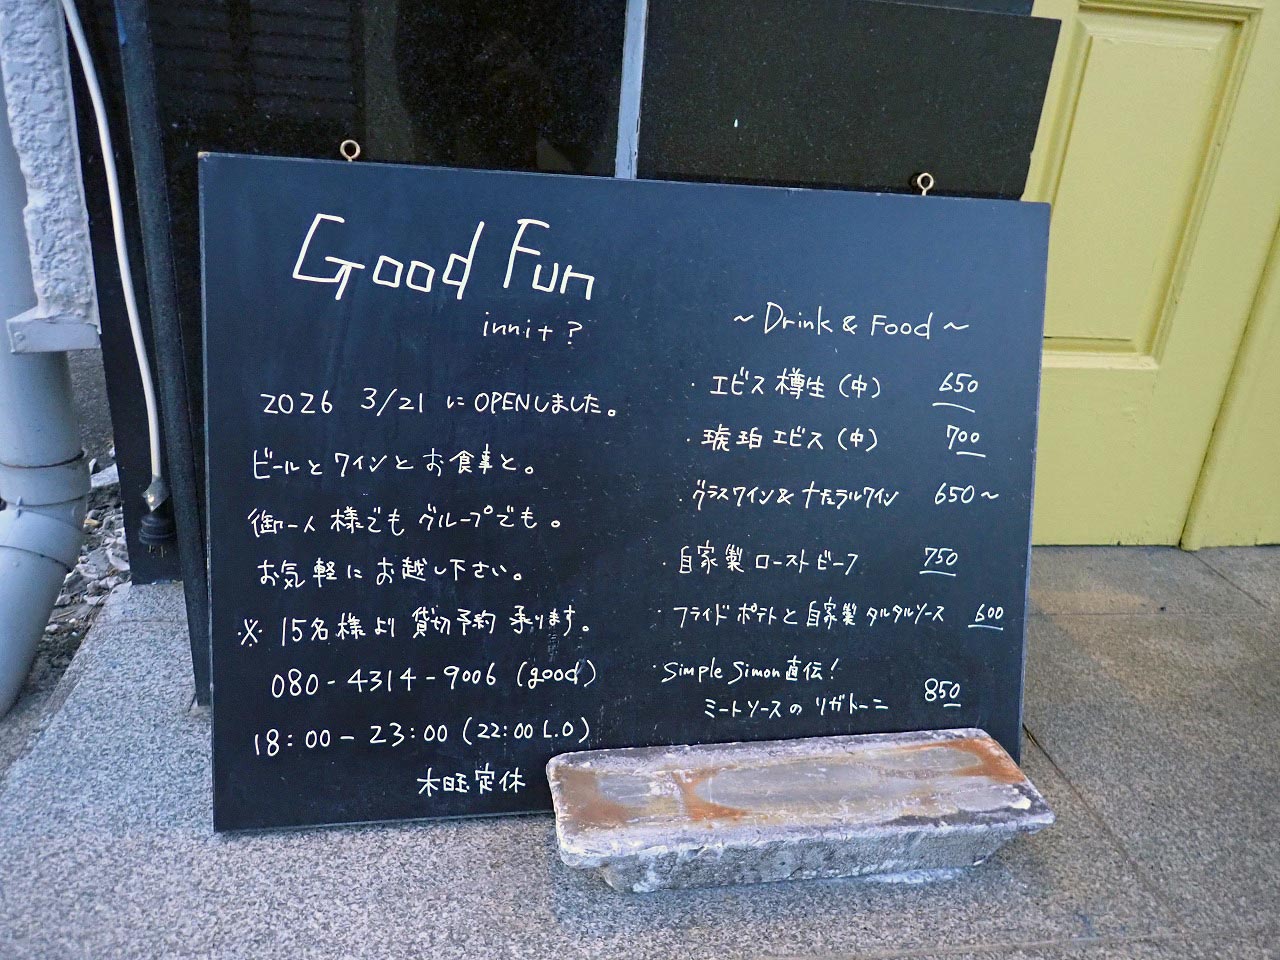 Good Fun
innit?
2026 3/21 にOPENしました。
ビールとワインとお食事と。
御一人様でもグループでも。
お気軽にお越し下さい。
※15名様より貸切予約承ります。
080-4314-9006 (good)
18:00-23:00 (22:00 L.O)
木曜定休
~Drink & Food~
・エビス樽生(中) 650
・琥珀エビス(中) 700
・グラスワイン&ナチュラルワイン 650~
・自家製ローストビーフ 750
・フライドポテトと自家製タルタルソース 600
・Simple Simon直伝!
ミートソースのリガトーニ 850